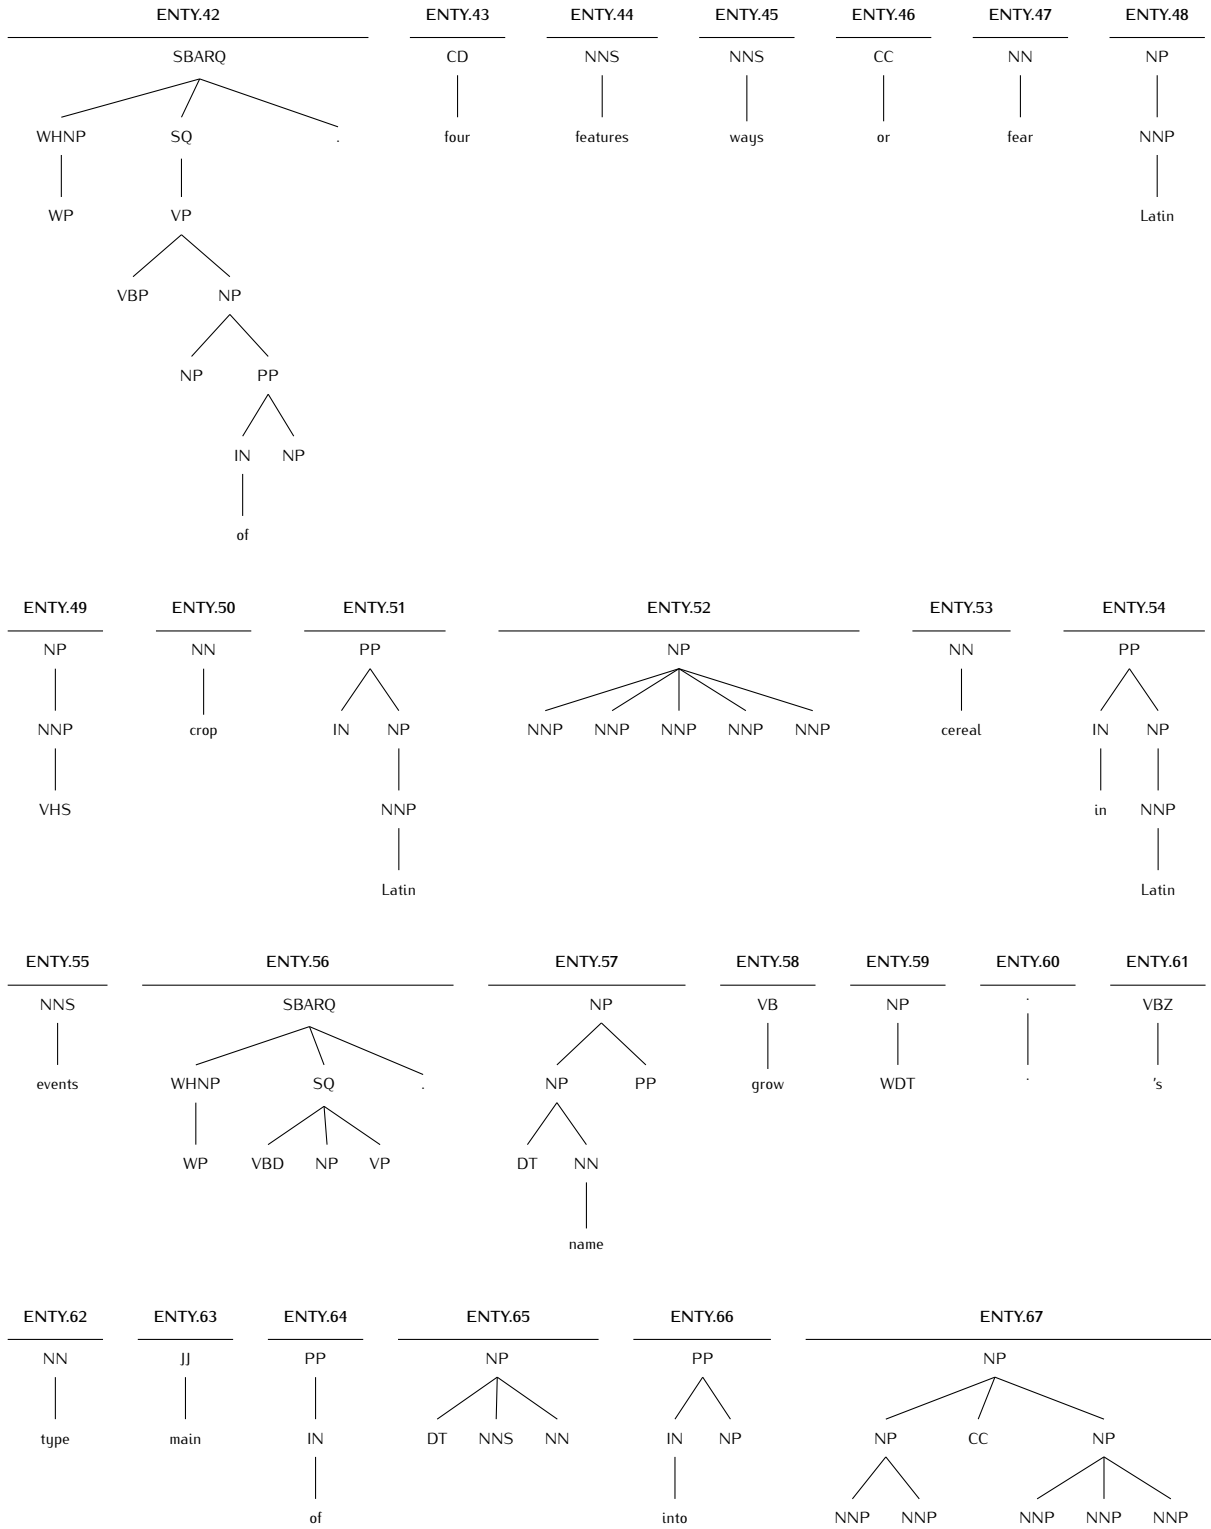 ENTY.42 ENTY.43 ENTY.44 ENTY.45 ENTY.46 ENTY.47 ENTY.48
SBARQ CD NNS NNS CC NN NP
WHNP SQ . four features ways or fear NNP
WP VP Latin
VBP NP
NP PP
IN NP
of
ENTY.49 ENTY.50 ENTY.51 ENTY.52 ENTY.53 ENTY.54
NP NN PP NP NN PP
NNP crop IN NP NNP NNP NNP NNP NNP cereal IN NP
VHS NNP in NNP
Latin Latin
ENTY.55 ENTY.56 ENTY.57 ENTY.58 ENTY.59 ENTY.60 ENTY.61
NNS SBARQ NP VB NP . VBZ
events WHNP SQ . NP PP grow WDT . 's
WP VBD NP VP DT NN
name
ENTY.62 ENTY.63 ENTY.64 ENTY.65 ENTY.66 ENTY.67
NN JJ PP NP PP NP
type main IN DT NNS NN IN NP NP CC NP
of into NNP NNP NNP NNP NNP